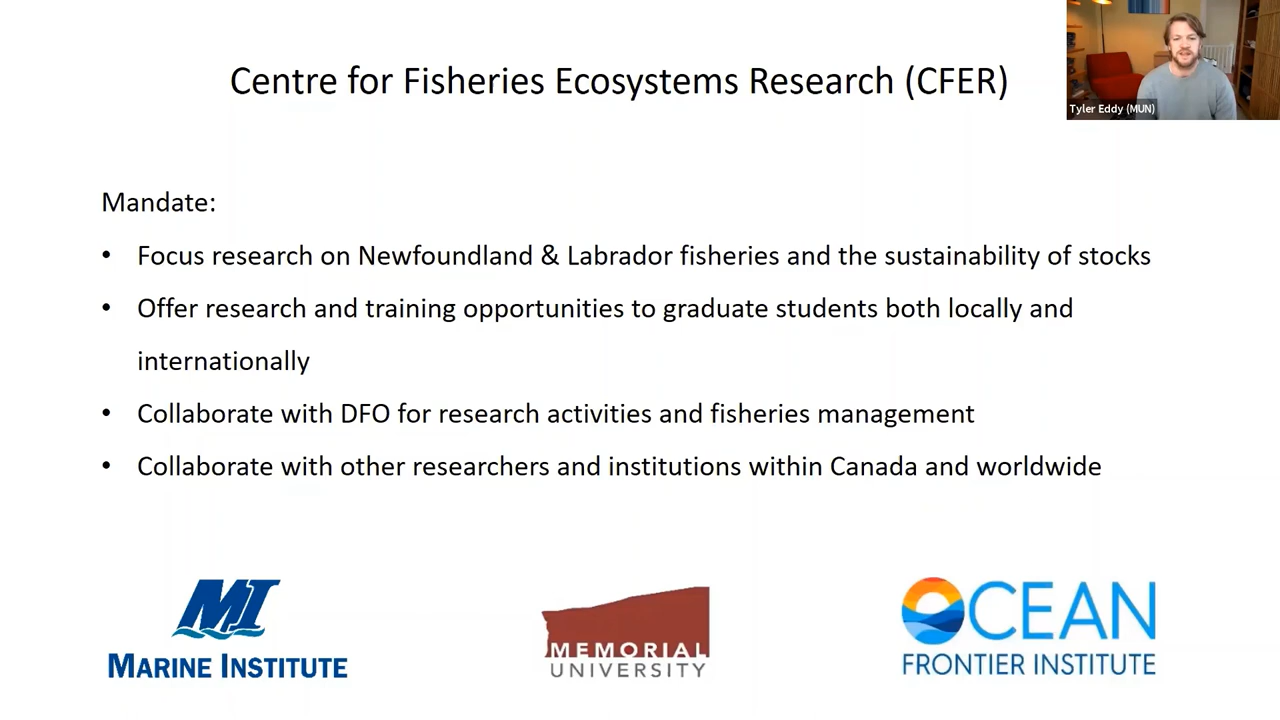 Centre for Fisheries Ecosystems Research (CFER)
Tyler Eddy (MUN)
Mandate:
• Focus research on Newfoundland & Labrador fisheries and the sustainability of stocks
• Offer research and training opportunities to graduate students both locally and
internationally
• Collaborate with DFO for research activities and fisheries management
• Collaborate with other researchers and institutions within Canada and worldwide
MI
MARINE INSTITUTE
MEMORIAL
UNIVERSITY
OCEAN
FRONTIER INSTITUTE